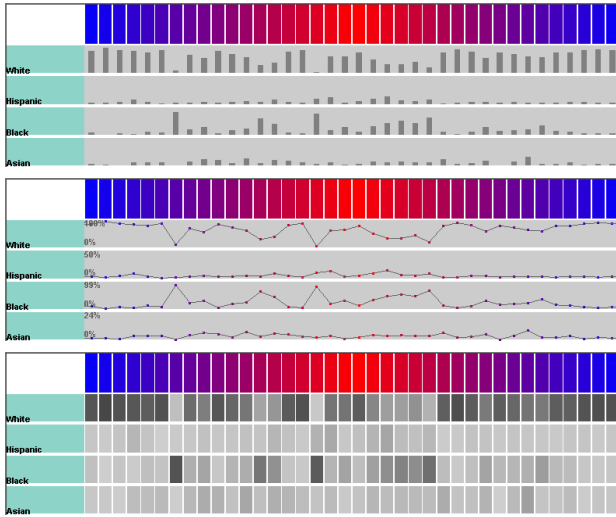 White
Hispanic
Black
Asian
100%
0%
White
50%
0%
Hispanic
99%
0%
Black
24%
0%
Asian
White
Hispanic
Black
Asian